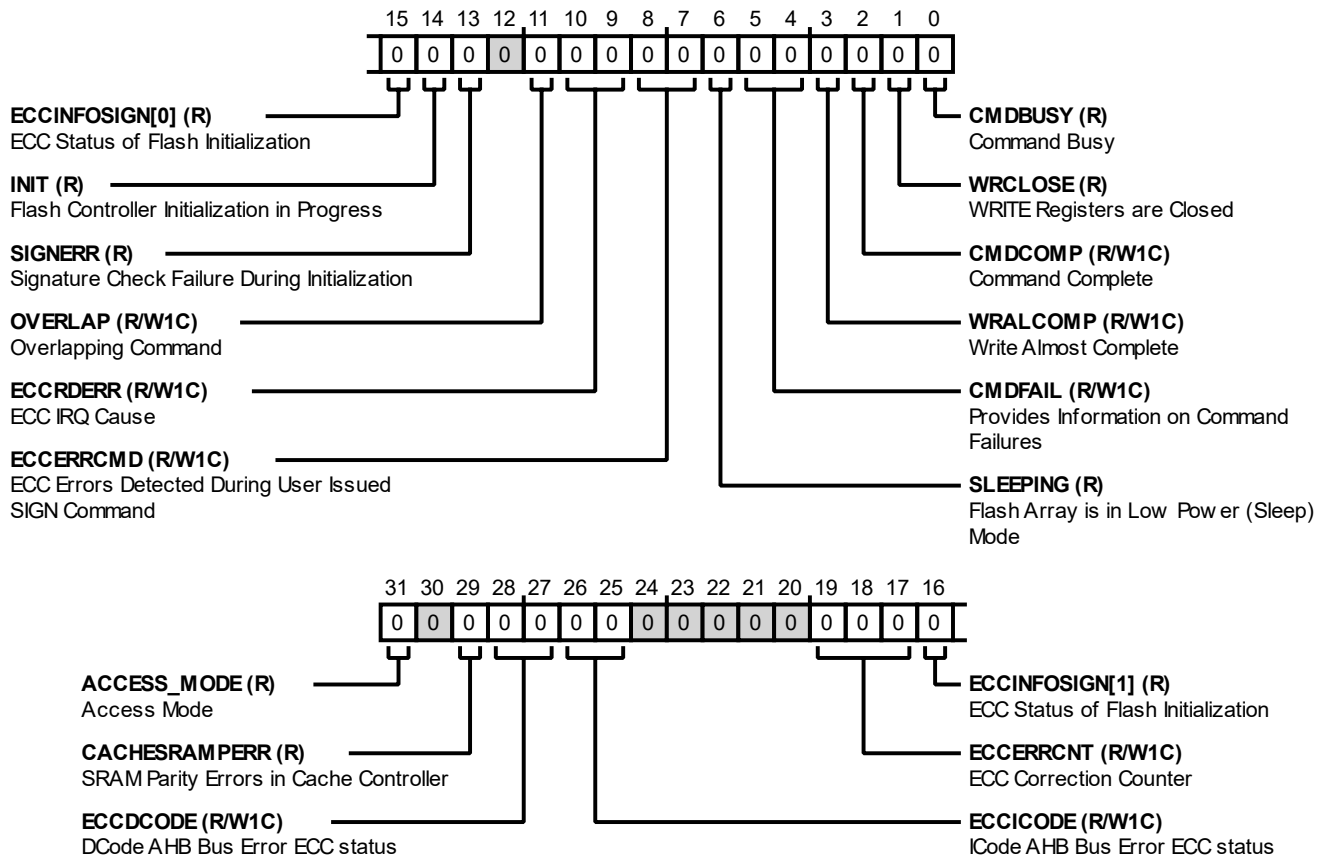 15 14 13 12 11 10 9 8 7 6 5 4 3 2 1 0
0 0 0 0 0 0 0 0 0 0 0 0 0 0 0 0
ECCINFOSIGN[0] (R)
ECC Status of Flash Initialization
INIT (R)
Flash Controller Initialization in Progress
SIGNERR (R)
Signature Check Failure During Initialization
OVERLAP (R/W1C)
Overlapping Command
ECCRDERR (R/W1C)
ECC IRQ Cause
ECCERRCMD (R/W1C)
ECC Errors Detected During User Issued
SIGN Command
CMDBUSY (R)
Command Busy
WRCLOSE (R)
WRITE Registers are Closed
CMDCOMP (R/W1C)
Command Complete
WRALCOMP (R/W1C)
Write Almost Complete
CMDFAIL (R/W1C)
Provides Information on Command
Failures
SLEEPING (R)
Flash Array is in Low Power (Sleep)
Mode
31 30 29 28 27 26 25 24 23 22 21 20 19 18 17 16
0 0 0 0 0 0 0 0 0 0 0 0 0 0 0 0
ACCESS_MODE (R)
Access Mode
CACHESRAMPERR (R)
SRAM Parity Errors in Cache Controller
ECCDCODE (R/W1C)
DCode AHB Bus Error ECC status
ECCINFOSIGN[1] (R)
ECC Status of Flash Initialization
ECCERRCNT (R/W1C)
ECC Correction Counter
ECCICODE (R/W1C)
ICode AHB Bus Error ECC status